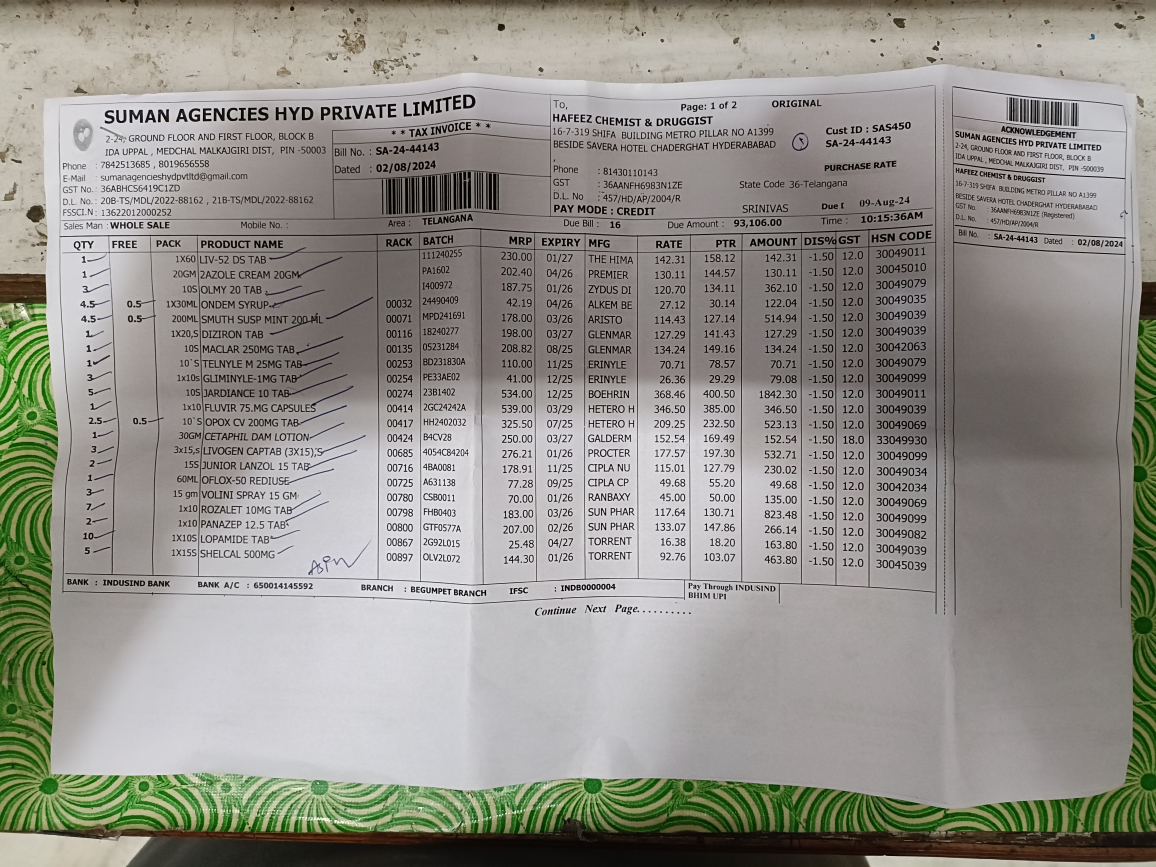 SUMAN AGENCIES HYD PRIVATE LIMITED
2-24, GROUND FLOOR AND FIRST FLOOR, BLOCK B
IDA UPPAL, MEDCHAL MALKAJGIRI DIST, PIN -50003
Phone : 7842513685 , 8019656558
E-Mail : sumanagencieshydpvtltd@gmail.com
GST No. : 36ABHCS6419C1ZD
D.L. No. : 20B-TS/MDL/2022-88162 , 21B-TS/MDL/2022-88162
FSSCI.N : 13622012000252
Sales Man : WHOLE SALE Mobile No. :
* * TAX INVOICE * *
Bill No. : SA-24-44143
Dated : 02/08/2024
Area : TELANGANA
To, Page: 1 of 2 ORIGINAL
HAFEEZ CHEMIST & DRUGGIST
16-7-319 SHIFA BUILDING METRO PILLAR NO A1399
BESIDE SAVERA HOTEL CHADERGHAT HYDERABABAD
,
Phone : 81430110143
GST : 36AANFH6983N1ZE State Code 36-Telangana
D.L. No : 457/HD/AP/2004/R
PAY MODE : CREDIT SRINIVAS
Due Bill : 16 Due Amount : 93,106.00
Cust ID : SAS450
SA-24-44143
PURCHASE RATE
Due D 09-Aug-24
Time : 10:15:36AM
QTY FREE PACK PRODUCT NAME RACK BATCH MRP EXPIRY MFG RATE PTR AMOUNT DIS% GST HSN CODE
1 1X60 LIV-52 DS TAB 111240255 230.00 01/27 THE HIMA 142.31 158.12 142.31 -1.50 12.0 30049011
1 20GM 2AZOLE CREAM 20GM PA1602 202.40 04/26 PREMIER 130.11 144.57 130.11 -1.50 12.0 30045010
3 10S OLMY 20 TAB I400972 187.75 01/26 ZYDUS DI 120.70 134.11 362.10 -1.50 12.0 30049079
4.5 0.5 1X30ML ONDEM SYRUP 00032 24490409 42.19 04/26 ALKEM BE 27.12 30.14 122.04 -1.50 12.0 30049035
4.5 0.5 200ML SMUTH SUSP MINT 200 ML 00071 MPD241691 178.00 03/26 ARISTO 114.43 127.14 514.94 -1.50 12.0 30049039
1 1X20,S DIZIRON TAB 00116 18240277 198.00 03/27 GLENMAR 127.29 141.43 127.29 -1.50 12.0 30049039
1 10S MACLAR 250MG TAB 00135 05231284 208.82 08/25 GLENMAR 134.24 149.16 134.24 -1.50 12.0 30042063
1 10`S TELNYLE M 25MG TAB 00253 BD231830A 110.00 11/25 ERINYLE 70.71 78.57 70.71 -1.50 12.0 30049079
3 1x10s GLIMINYLE-1MG TAB 00254 PE33AE02 41.00 12/25 ERINYLE 26.36 29.29 79.08 -1.50 12.0 30049099
5 10S JARDIANCE 10 TAB 00274 23B1402 534.00 12/25 BOEHRIN 368.46 400.50 1842.30 -1.50 12.0 30049011
1 1x10 FLUVIR 75.MG CAPSULES 00414 2GC24242A 539.00 03/29 HETERO H 346.50 385.00 346.50 -1.50 12.0 30049039
2.5 0.5 10`S OPOX CV 200MG TAB 00417 HH2402032 325.50 07/25 HETERO H 209.25 232.50 523.13 -1.50 12.0 30049069
1 30GM CETAPHIL DAM LOTION 00424 B4CV28 250.00 03/27 GALDERM 152.54 169.49 152.54 -1.50 18.0 33049930
3 3x15,s LIVOGEN CAPTAB (3X15),S 00685 4054C84204 276.21 01/26 PROCTER 177.57 197.30 532.71 -1.50 12.0 30049099
2 15S JUNIOR LANZOL 15 TAB 00716 4BA0081 178.91 11/25 CIPLA NU 115.01 127.79 230.02 -1.50 12.0 30049034
1 60ML OFLOX-50 REDIUSE 00725 A631138 77.28 09/25 CIPLA CP 49.68 55.20 49.68 -1.50 12.0 30042034
3 15 gm VOLINI SPRAY 15 GM 00780 CSB0011 70.00 01/26 RANBAXY 45.00 50.00 135.00 -1.50 12.0 30049069
7 1x10 ROZALET 10MG TAB 00798 FHB0403 183.00 03/26 SUN PHAR 117.64 130.71 823.48 -1.50 12.0 30049099
2 1x10 PANAZEP 12.5 TAB 00800 GTF0577A 207.00 02/26 SUN PHAR 133.07 147.86 266.14 -1.50 12.0 30049082
10 1X10S LOPAMIDE TAB 00867 2G92L015 25.48 04/27 TORRENT 16.38 18.20 163.80 -1.50 12.0 30049039
5 1X15S SHELCAL 500MG 00897 OLV2L072 144.30 01/26 TORRENT 92.76 103.07 463.80 -1.50 12.0 30045039
BANK : INDUSIND BANK BANK A/C : 650014145592 BRANCH : BEGUMPET BRANCH IFSC : INDB0000004
Pay Through INDUSIND
BHIM UPI
Continue Next Page.........
ACKNOWLEDGEMENT
SUMAN AGENCIES HYD PRIVATE LIMITED
2-24, GROUND FLOOR AND FIRST FLOOR, BLOCK B
IDA UPPAL , MEDCHAL MALKAJGIRI DIST, PIN -500039
HAFEEZ CHEMIST & DRUGGIST
16-7-319 SHIFA BUILDING METRO PILLAR NO A1399
BESIDE SAVERA HOTEL CHADERGHAT HYDERABABAD
GST No. : 36AANFH6983N1ZE (Registered)
D.L. No. : 457/HD/AP/2004/R
Bill No. : SA-24-44143 Dated : 02/08/2024